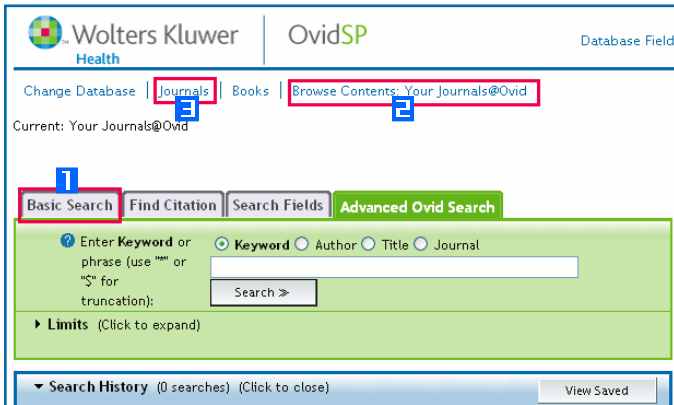 Wolters Kluwer
Health
OvidSP
Database Field
Change Database | Journals | Books | Browse Contents: Your Journals@Ovid
3
2
Current: Your Journals@Ovid
1
Basic Search Find Citation Search Fields Advanced Ovid Search
Enter Keyword or
phrase (use "*" or
"$" for
truncation):
Keyword Author Title Journal
Search ≫
Limits (Click to expand)
Search History (0 searches) (Click to close) View Saved